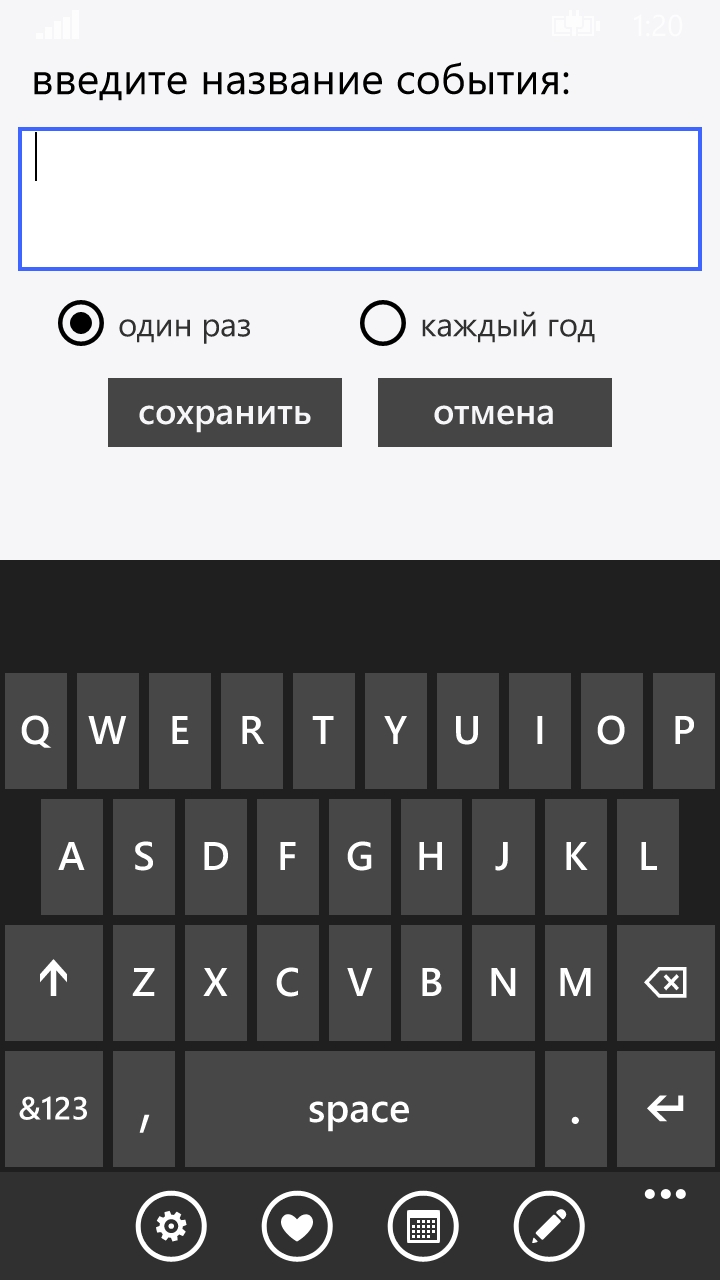 1:20
введите название события:
один раз каждый год
сохранить отмена
Q W E R T Y U I O P
A S D F G H J K L
Z X C V B N M
&123 , space .